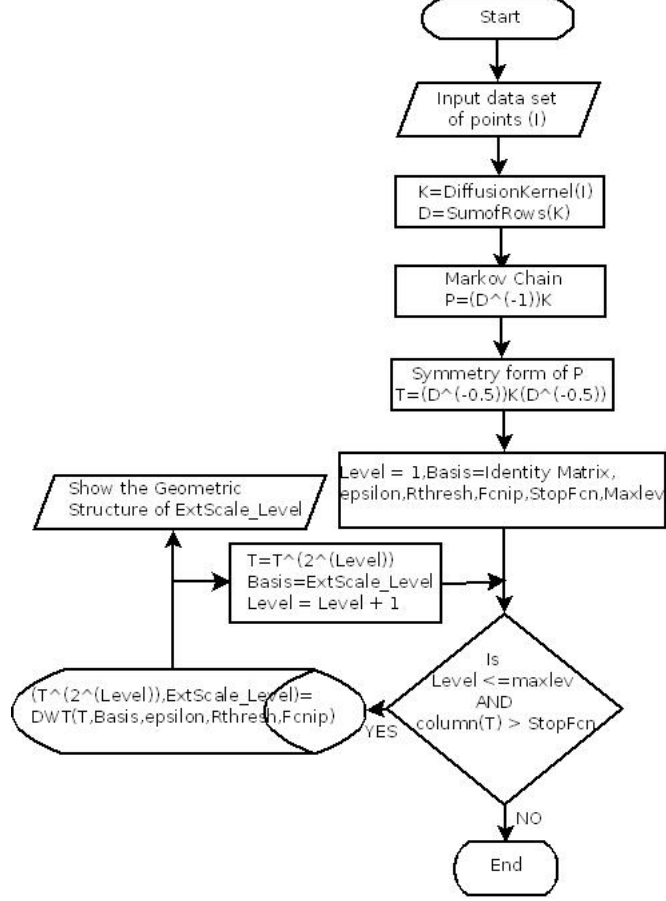 Start
Input data set
of points (I)
K=DiffusionKernel(I)
D=SumofRows(K)
Markov Chain
P=(D^(-1))K
Symmetry form of P
T=(D^(-0.5))K(D^(-0.5))
Level = 1,Basis=Identity Matrix,
epsilon,Rthresh,Fcnip,StopFcn,Maxlev
Show the Geometric
Structure of ExtScale_Level
T=T^(2^(Level))
Basis=ExtScale_Level
Level = Level + 1
Is
Level <=maxlev
AND
column(T) > StopFcn
YES
(T^(2^(Level)),ExtScale_Level)=
DWT(T,Basis,epsilon,Rthresh,Fcnip)
NO
End